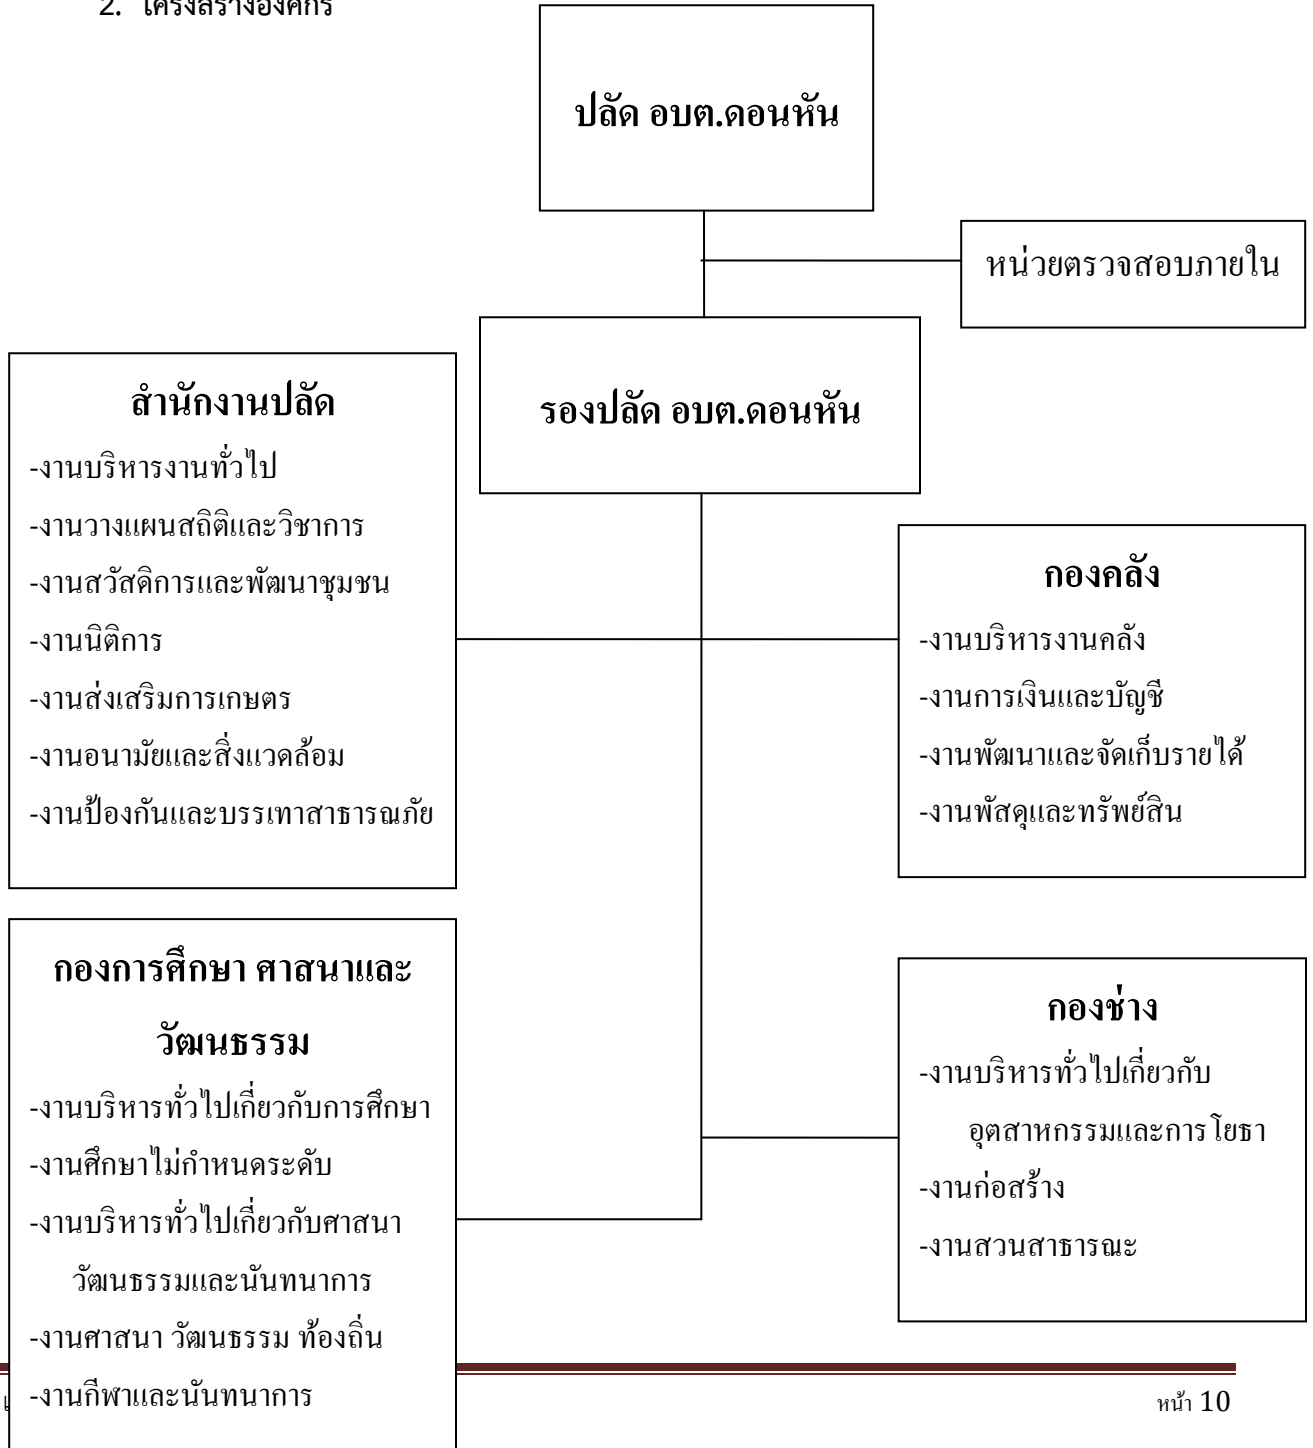 2. โครงสร้างองค์กร
ปลัด อบต.ดอนหัน
หน่วยตรวจสอบภายใน
รองปลัด อบต.ดอนหัน
สำนักงานปลัด
-งานบริหารงานทั่วไป
-งานวางแผนสถิติและวิชาการ
-งานสวัสดิการและพัฒนาชุมชน
-งานนิติการ
-งานส่งเสริมการเกษตร
-งานอนามัยและสิ่งแวดล้อม
-งานป้องกันและบรรเทาสาธารณภัย
กองคลัง
-งานบริหารงานคลัง
-งานการเงินและบัญชี
-งานพัฒนาและจัดเก็บรายได้
-งานพัสดุและทรัพย์สิน
กองการศึกษา ศาสนาและ
วัฒนธรรม
-งานบริหารทั่วไปเกี่ยวกับการศึกษา
-งานศึกษาไม่กำหนดระดับ
-งานบริหารทั่วไปเกี่ยวกับศาสนา
วัฒนธรรมและนันทนาการ
-งานศาสนา วัฒนธรรม ท้องถิ่น
-งานกีฬาและนันทนาการ
กองช่าง
-งานบริหารทั่วไปเกี่ยวกับ
อุตสาหกรรมและการโยธา
-งานก่อสร้าง
-งานสวนสาธารณะ
หน้า 10